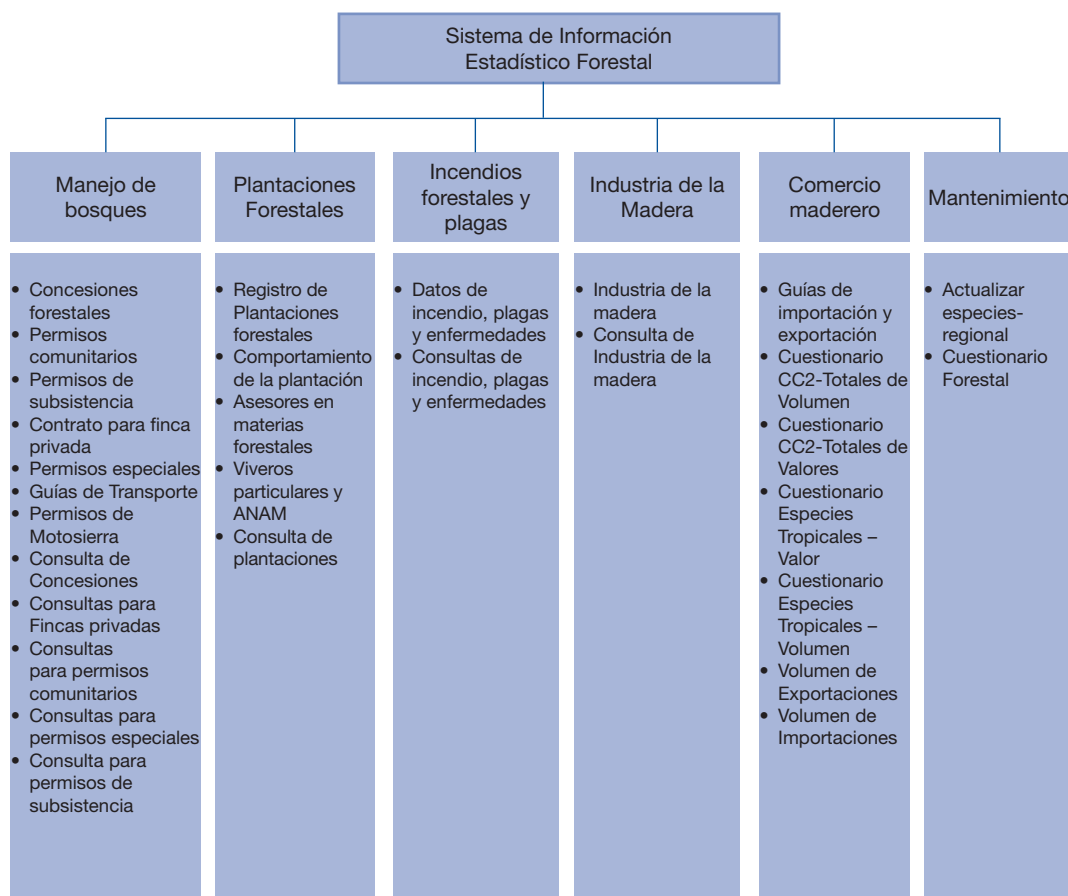 Sistema de Información
Estadístico Forestal
Manejo de
bosques
Plantaciones
Forestales
Incendios
forestales y
plagas
Industria de la
Madera
Comercio
maderero
Mantenimiento
• Concesiones
forestales
• Permisos
comunitarios
• Permisos de
subsistencia
• Contrato para finca
privada
• Permisos especiales
• Guías de Transporte
• Permisos de
Motosierra
• Consulta de
Concesiones
• Consultas para
Fincas privadas
• Consultas
para permisos
comunitarios
• Consultas para
permisos especiales
• Consulta para
permisos de
subsistencia
• Registro de
Plantaciones
forestales
• Comportamiento
de la plantación
• Asesores en
materias
forestales
• Viveros
particulares y
ANAM
• Consulta de
plantaciones
• Datos de
incendio, plagas
y enfermedades
• Consultas de
incendio, plagas
y enfermedades
• Industria de la
madera
• Consulta de
Industria de la
madera
• Guías de
importación y
exportación
• Cuestionario
CC2-Totales de
Volumen
• Cuestionario
CC2-Totales de
Valores
• Cuestionario
Especies
Tropicales –
Valor
• Cuestionario
Especies
Tropicales –
Volumen
• Volumen de
Exportaciones
• Volumen de
Importaciones
• Actualizar
especies-
regional
• Cuestionario
Forestal